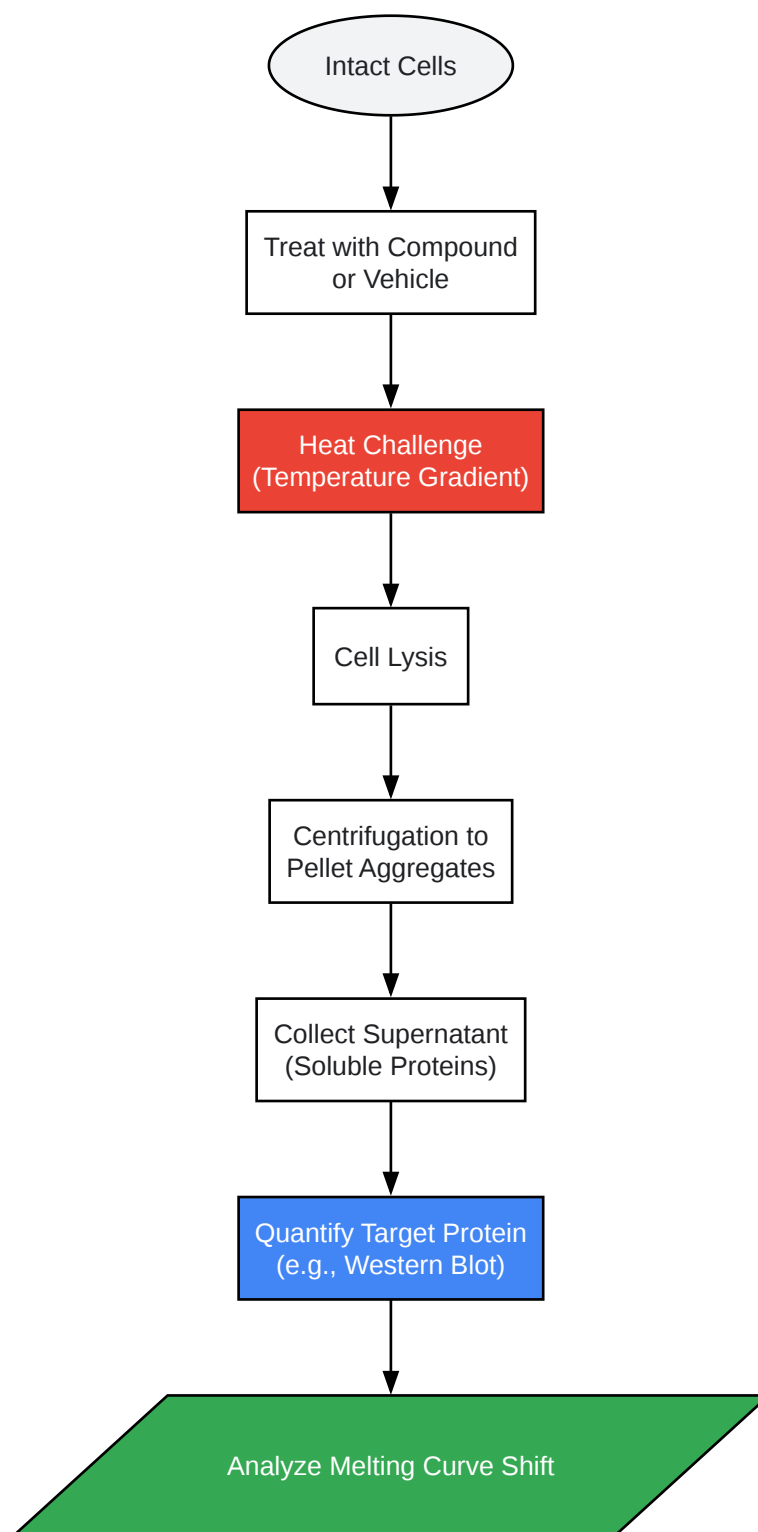 Intact Cells
Treat with Compound
or Vehicle
Heat Challenge
(Temperature Gradient)
Cell Lysis
Centrifugation to
Pellet Aggregates
Collect Supernatant
(Soluble Proteins)
Quantify Target Protein
(e.g., Western Blot)
Analyze Melting Curve Shift